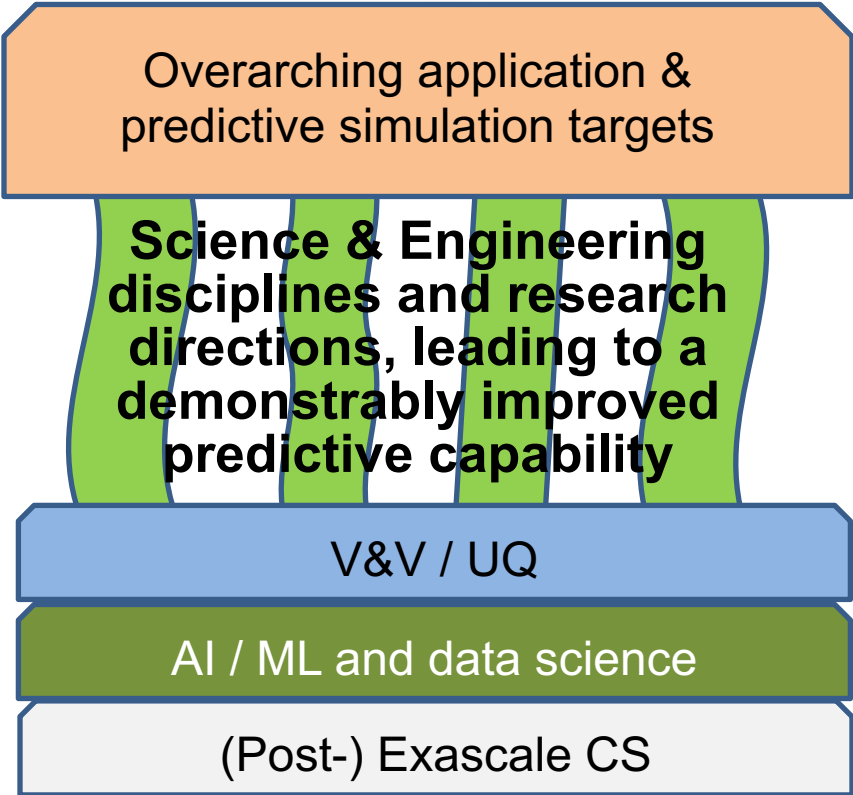 Overarching application &
predictive simulation targets
Science & Engineering
disciplines and research
directions, leading to a
demonstrably improved
predictive capability
V&V / UQ
AI / ML and data science
(Post-) Exascale CS